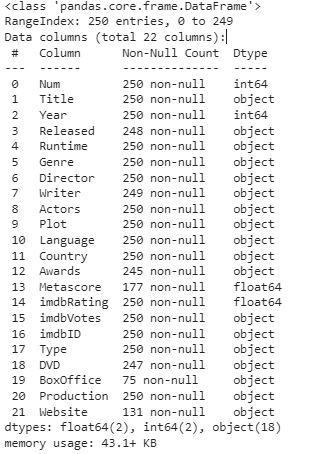 <class 'pandas.core.frame.DataFrame'>
RangeIndex: 250 entries, 0 to 249
Data columns (total 22 columns):
 #   Column      Non-Null Count  Dtype
---  ------      --------------  -----
 0   Num         250 non-null    int64
 1   Title       250 non-null    object
 2   Year        250 non-null    int64
 3   Released    248 non-null    object
 4   Runtime     250 non-null    object
 5   Genre       250 non-null    object
 6   Director    250 non-null    object
 7   Writer      249 non-null    object
 8   Actors      250 non-null    object
 9   Plot        250 non-null    object
 10  Language    250 non-null    object
 11  Country     250 non-null    object
 12  Awards      245 non-null    object
 13  Metascore   177 non-null    float64
 14  imdbRating  250 non-null    float64
 15  imdbVotes   250 non-null    object
 16  imdbID      250 non-null    object
 17  Type        250 non-null    object
 18  DVD         247 non-null    object
 19  BoxOffice   75 non-null     object
 20  Production  250 non-null    object
 21  Website     131 non-null    object
dtypes: float64(2), int64(2), object(18)
memory usage: 43.1+ KB